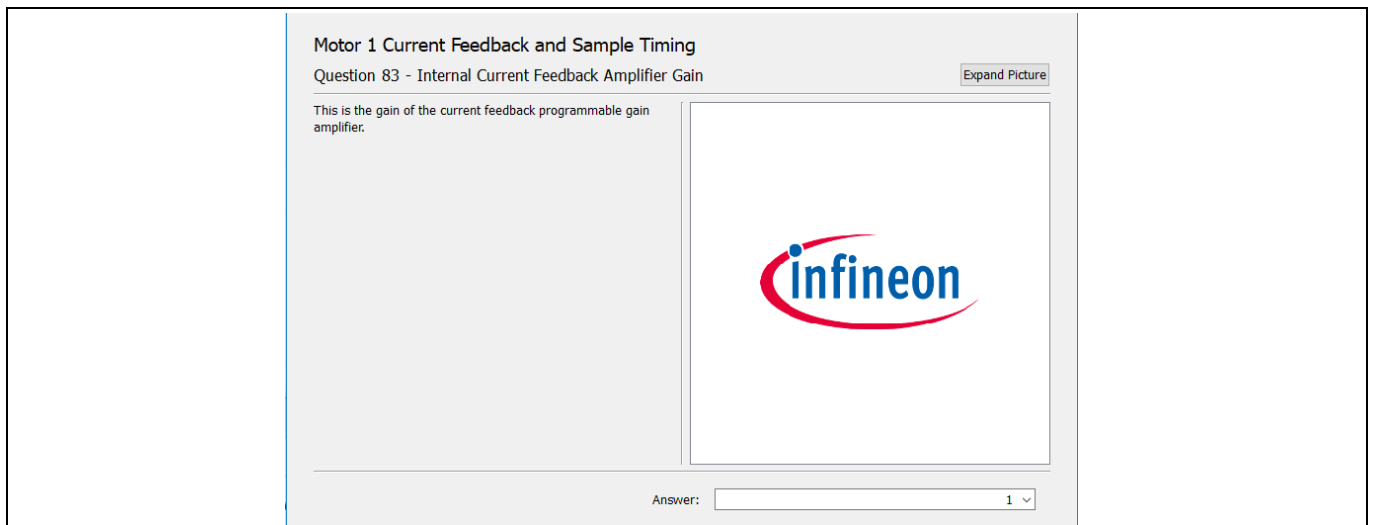 Motor 1 Current Feedback and Sample Timing
Question 83 - Internal Current Feedback Amplifier Gain
Expand Picture
This is the gain of the current feedback programmable gain
amplifier.
infineon
Answer:
1